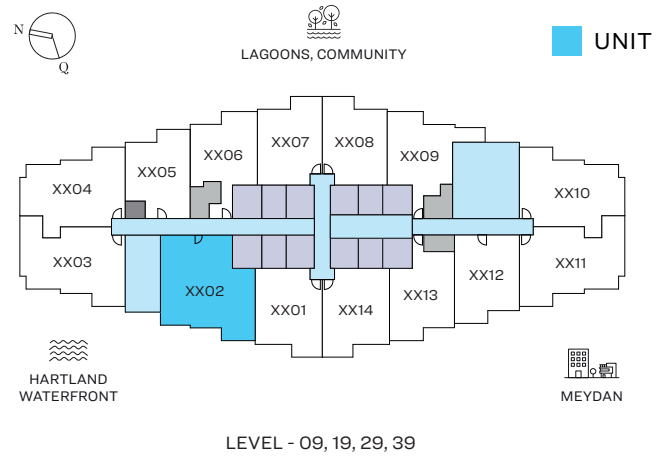 N
Q
LAGOONS, COMMUNITY
UNIT
XX07
XX08
XX06
XX09
XX05
XX04
XX10
XX03
XX11
XX02
XX12
XX01
XX14
XX13
HARTLAND
WATERFRONT
MEYDAN
LEVEL - 09, 19, 29, 39